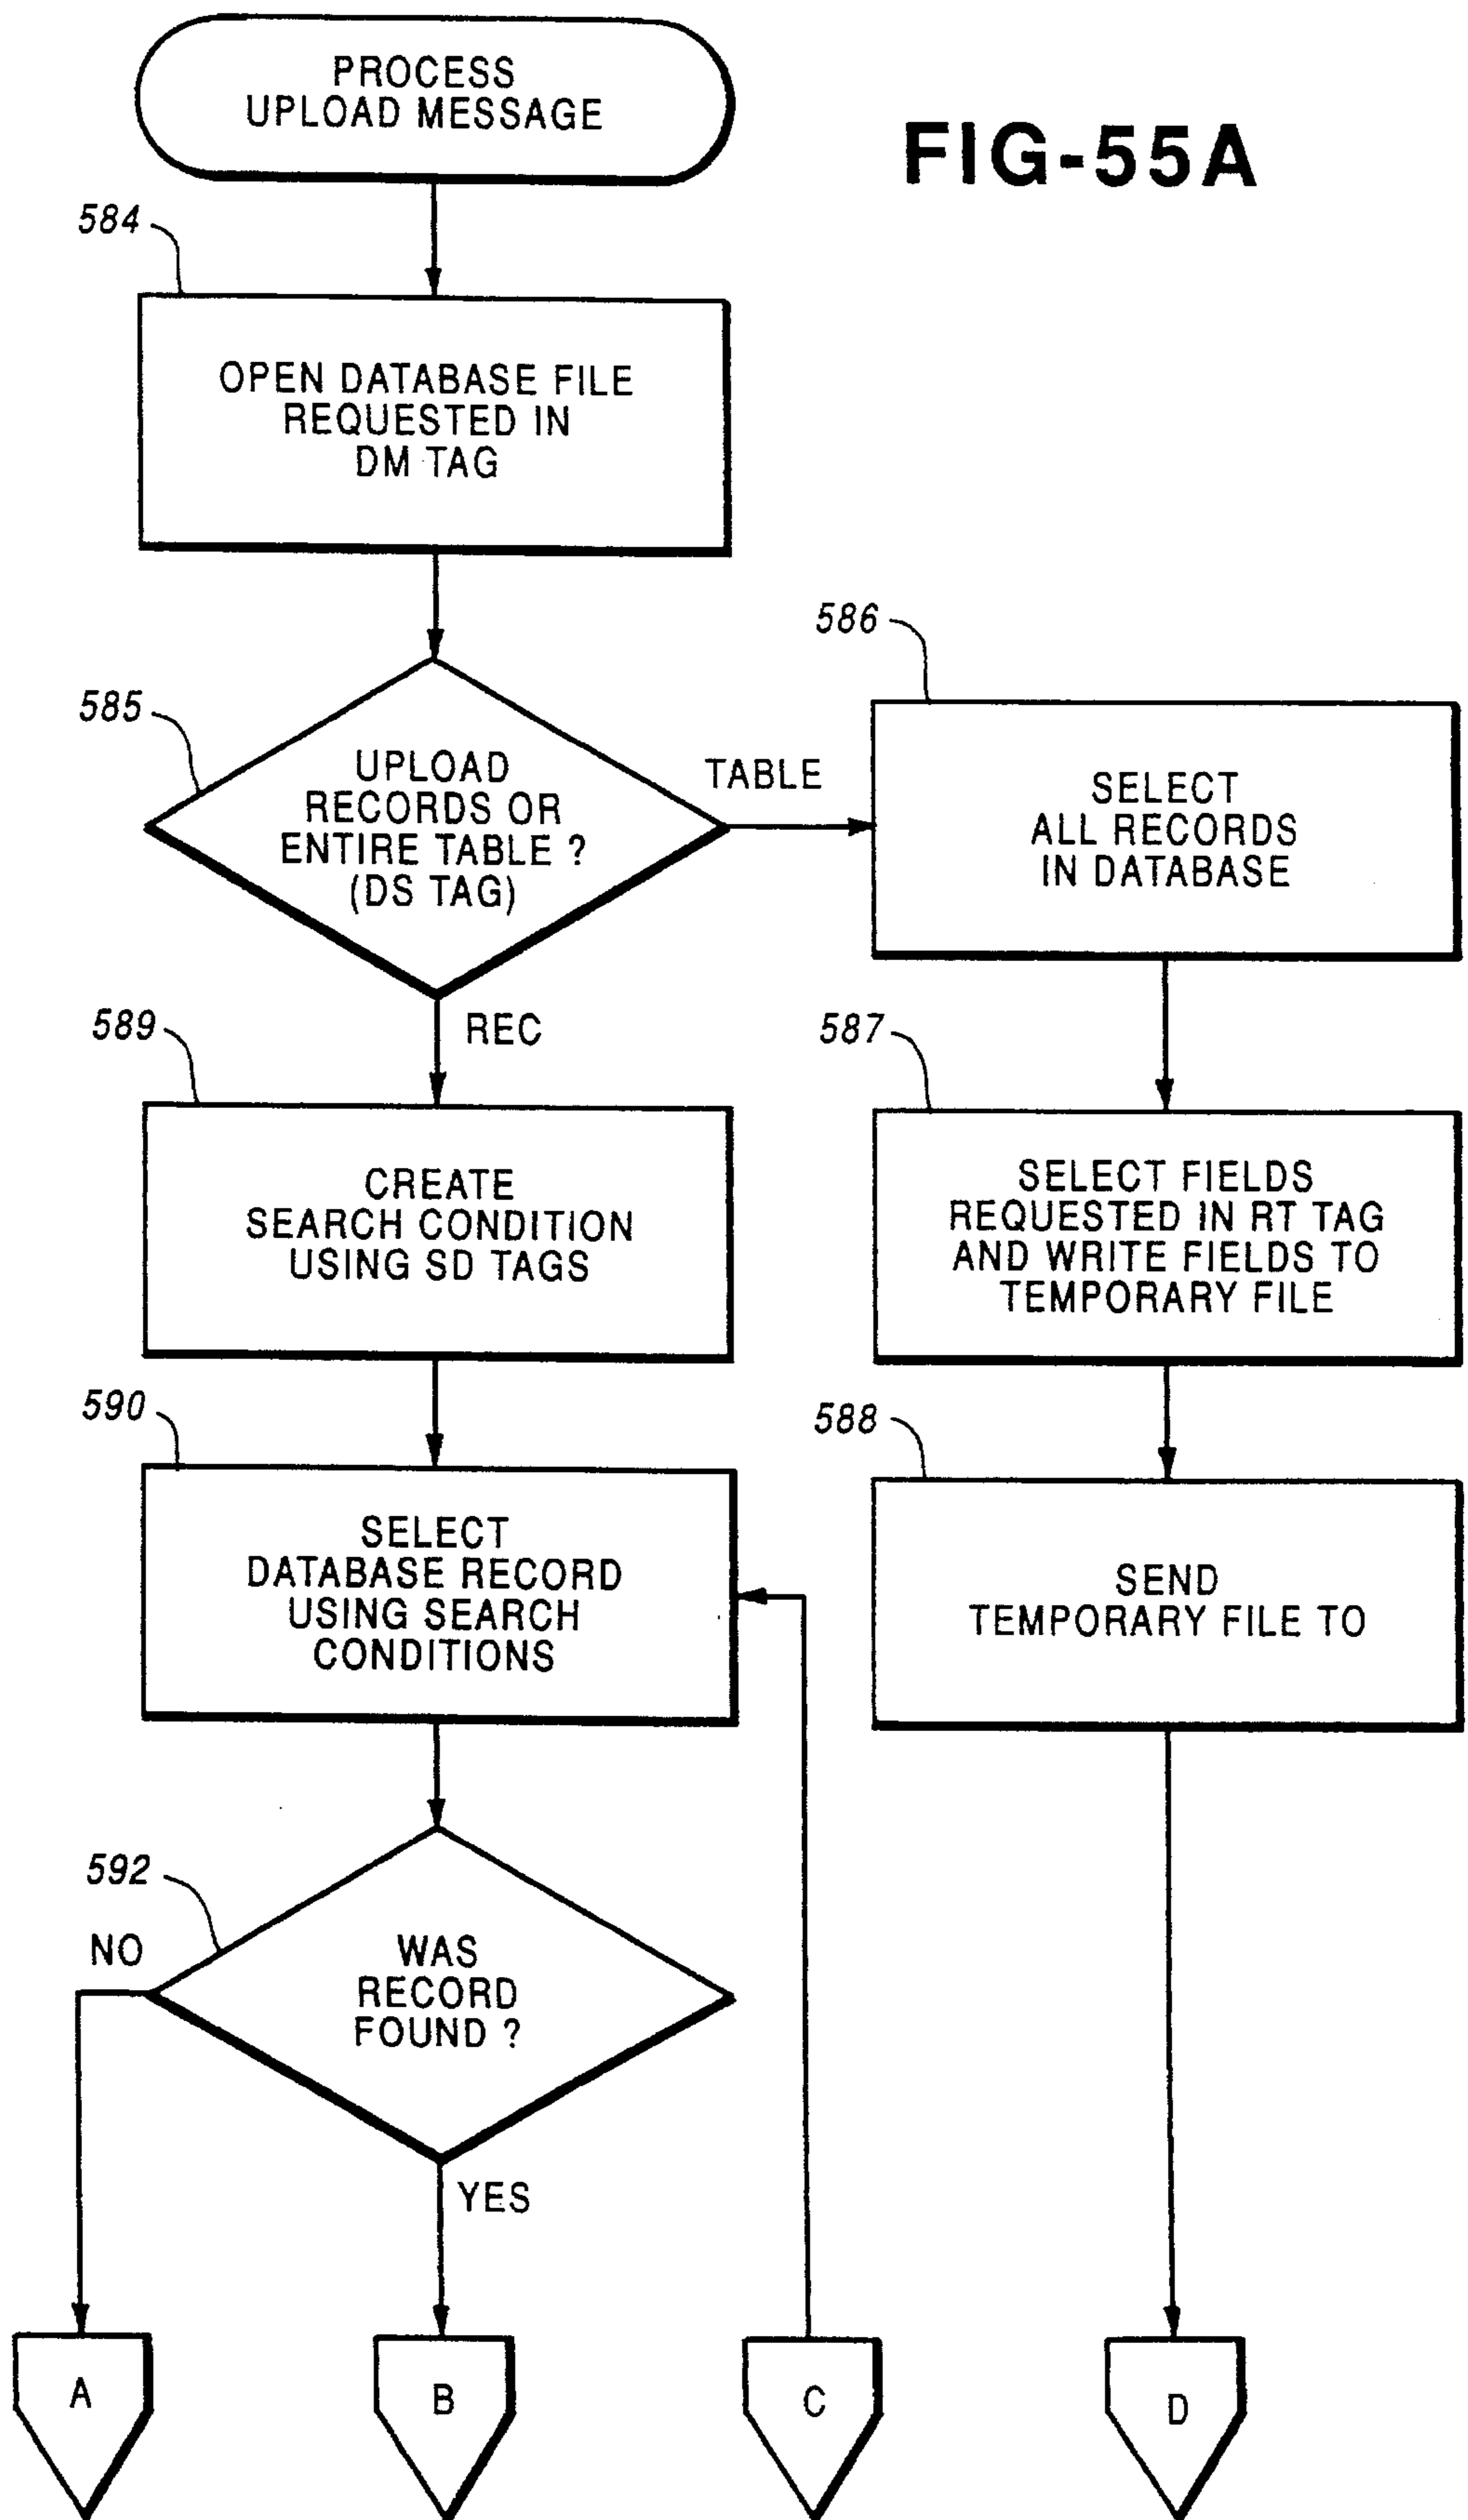 PROCESS
UPLOAD MESSAGE
FIG-55A
584
OPEN DATABASE FILE
REQUESTED IN
DM TAG
585
UPLOAD
RECORDS OR
ENTIRE TABLE ?
(DS TAG)
TABLE
586
SELECT
ALL RECORDS
IN DATABASE
REC
589
CREATE
SEARCH CONDITION
USING SD TAGS
587
SELECT FIELDS
REQUESTED IN RT TAG
AND WRITE FIELDS TO
TEMPORARY FILE
590
SELECT
DATABASE RECORD
USING SEARCH
CONDITIONS
588
SEND
TEMPORARY FILE TO
592
NO
WAS
RECORD
FOUND ?
YES
A
B
C
D